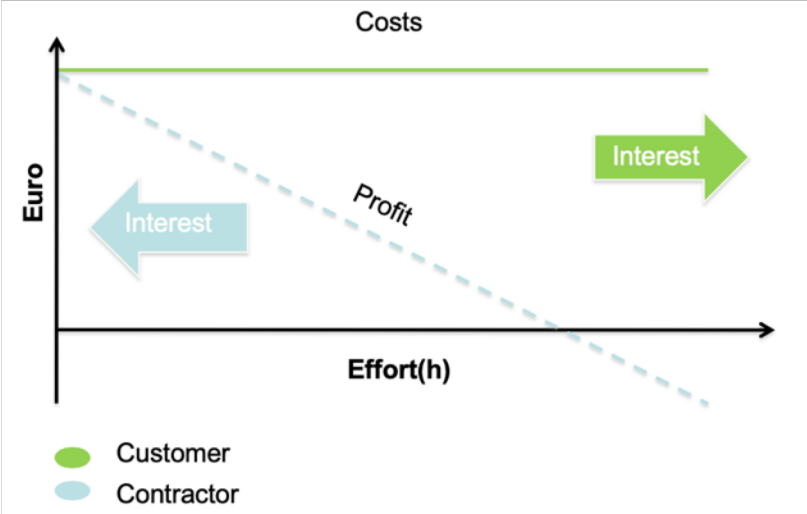 Costs
Interest
Profit
Interest
Euro
Effort(h)
Customer
Contractor